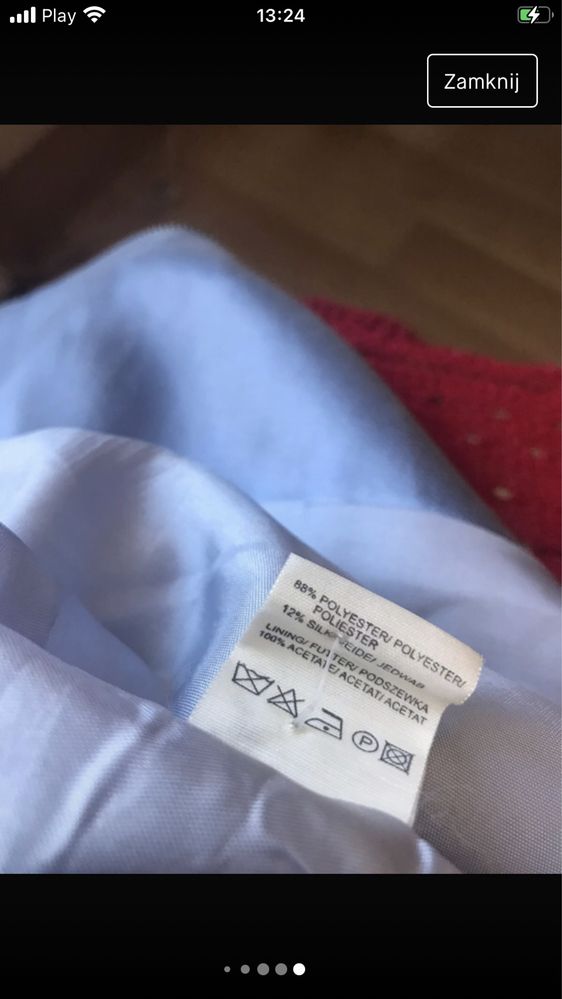 Play
13:24
Zamknij
88% POLYESTER/ POLYESTER/
POLIESTER
12% SILK/SEIDE/ JEDWAB
LINING/ FUTTER/ PODSZEWKA
100% ACETATE/ ACETAT/ ACETAT
P